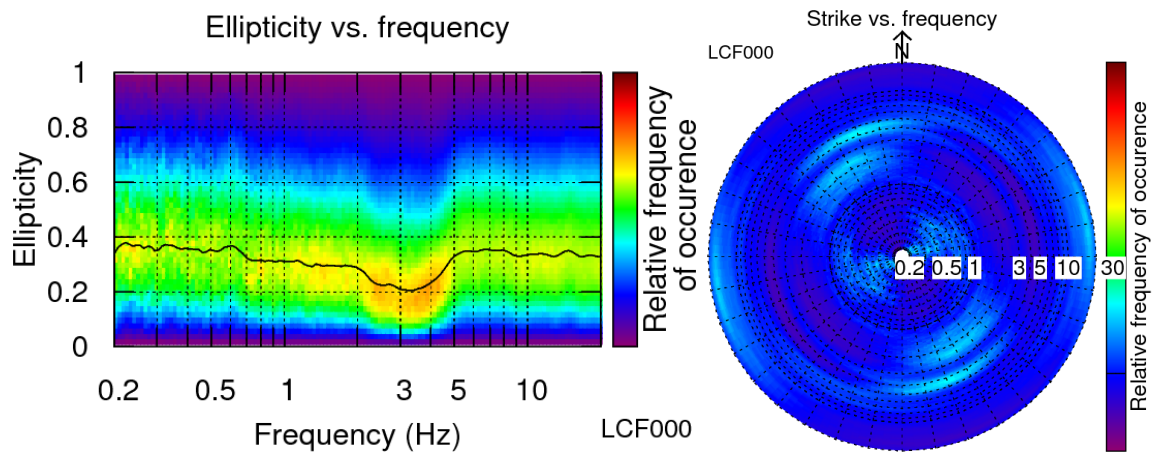 Ellipticity vs. frequency
1
0.8
0.6
0.4
0.2
0
Ellipticity
0.2 0.5 1 3 5 10
Frequency (Hz)
LCF000
Relative frequency
of occurence
Strike vs. frequency
LCF000
N
0.2 0.5 1 3 5 10 30
Relative frequency of occurence